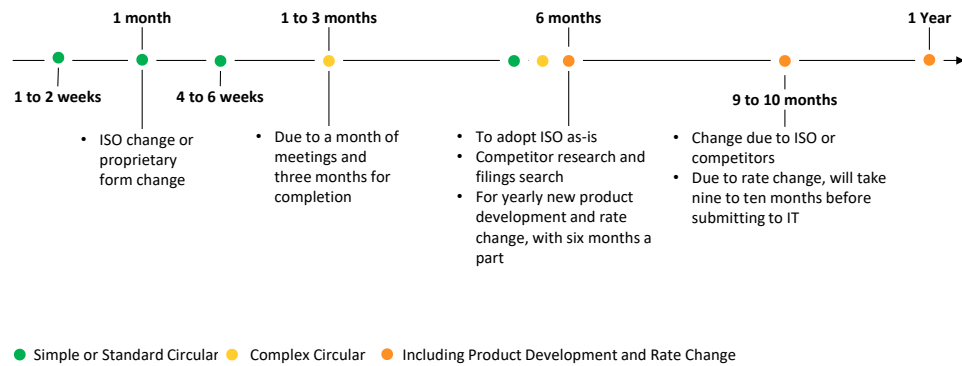 1 month
1 to 3 months
6 months
1 Year
1 to 2 weeks
4 to 6 weeks
9 to 10 months
• ISO change or
proprietary
form change
• Due to a month of
meetings and
three months for
completion
• To adopt ISO as-is
• Competitor research and
filings search
• For yearly new product
development and rate
change, with six months a
part
• Change due to ISO or
competitors
• Due to rate change, will take
nine to ten months before
submitting to IT
Simple or Standard Circular
Complex Circular
Including Product Development and Rate Change